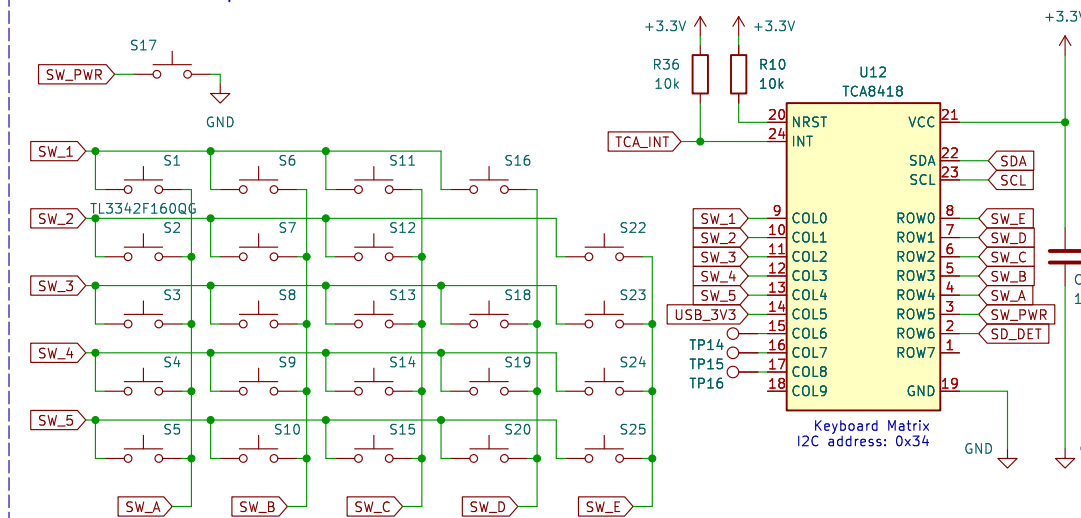 +3.3V
+3.3V
+3.3V
S17
SW_PWR
GND
R36
10k
R10
10k
U12
TCA8418
TCA_INT
20 NRST
24 INT
VCC 21
SDA 22 SDA
SCL 23 SCL
SW_1 9 COL0
SW_2 10 COL1
SW_3 11 COL2
SW_4 12 COL3
SW_5 13 COL4
USB_3V3 14 COL5
15 COL6
TP14 16 COL7
TP15 17 COL8
TP16 18 COL9
ROW0 8 SW_E
ROW1 7 SW_D
ROW2 6 SW_C
ROW3 5 SW_B
ROW4 4 SW_A
ROW5 3 SW_PWR
ROW6 2 SD_DET
ROW7 1
GND 19
GND
Keyboard Matrix
I2C address: 0x34
SW_1
S1 S6 S11 S16
TL3342F160QG
SW_2
S2 S7 S12 S22
SW_3
S3 S8 S13 S18 S23
SW_4
S4 S9 S14 S19 S24
SW_5
S5 S10 S15 S20 S25
SW_A SW_B SW_C SW_D SW_E